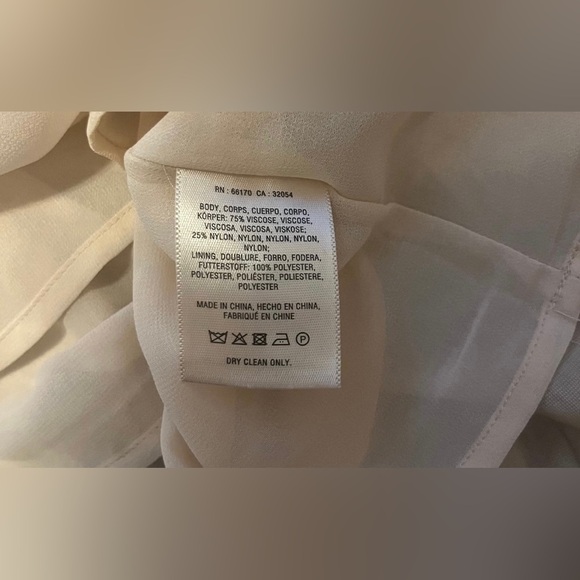 RN : 66170 CA : 32054
BODY, CORPS, CUERPO, CORPO,
KÖRPER: 75% VISCOSE, VISCOSE,
VISCOSA, VISCOSA, VISKOSE;
25% NYLON, NYLON, NYLON, NYLON,
NYLON;
LINING, DOUBLURE, FORRO, FODERA,
FUTTERSTOFF: 100% POLYESTER,
POLYESTER, POLIÉSTER, POLIESTERE,
POLYESTER
MADE IN CHINA, HECHO EN CHINA,
FABRIQUÉ EN CHINE
P
DRY CLEAN ONLY.